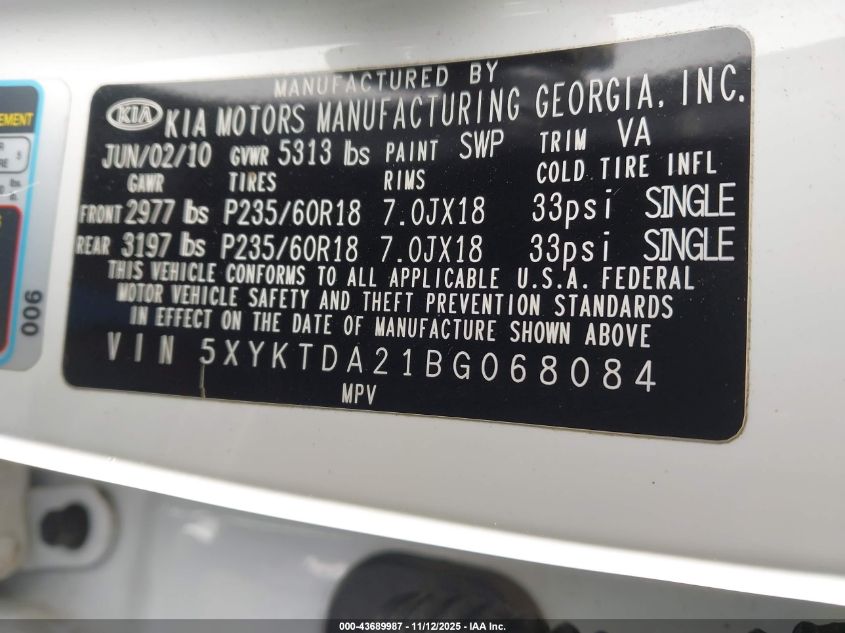 MANUFACTURED BY
KIA KIA MOTORS MANUFACTURING GEORGIA, INC.
JUN/02/10 GVWR 5313 lbs PAINT SWP TRIM VA
GAWR TIRES RIMS COLD TIRE INFL
FRONT 2977 lbs P235/60R18 7.0JX18 33psi SINGLE
REAR 3197 lbs P235/60R18 7.0JX18 33psi SINGLE
THIS VEHICLE CONFORMS TO ALL APPLICABLE U.S.A. FEDERAL
MOTOR VEHICLE SAFETY AND THEFT PREVENTION STANDARDS
IN EFFECT ON THE DATE OF MANUFACTURE SHOWN ABOVE
VIN 5XYKTDA21BG068084
MPV
006
000-43689987 - 11/12/2025 - IAA Inc.